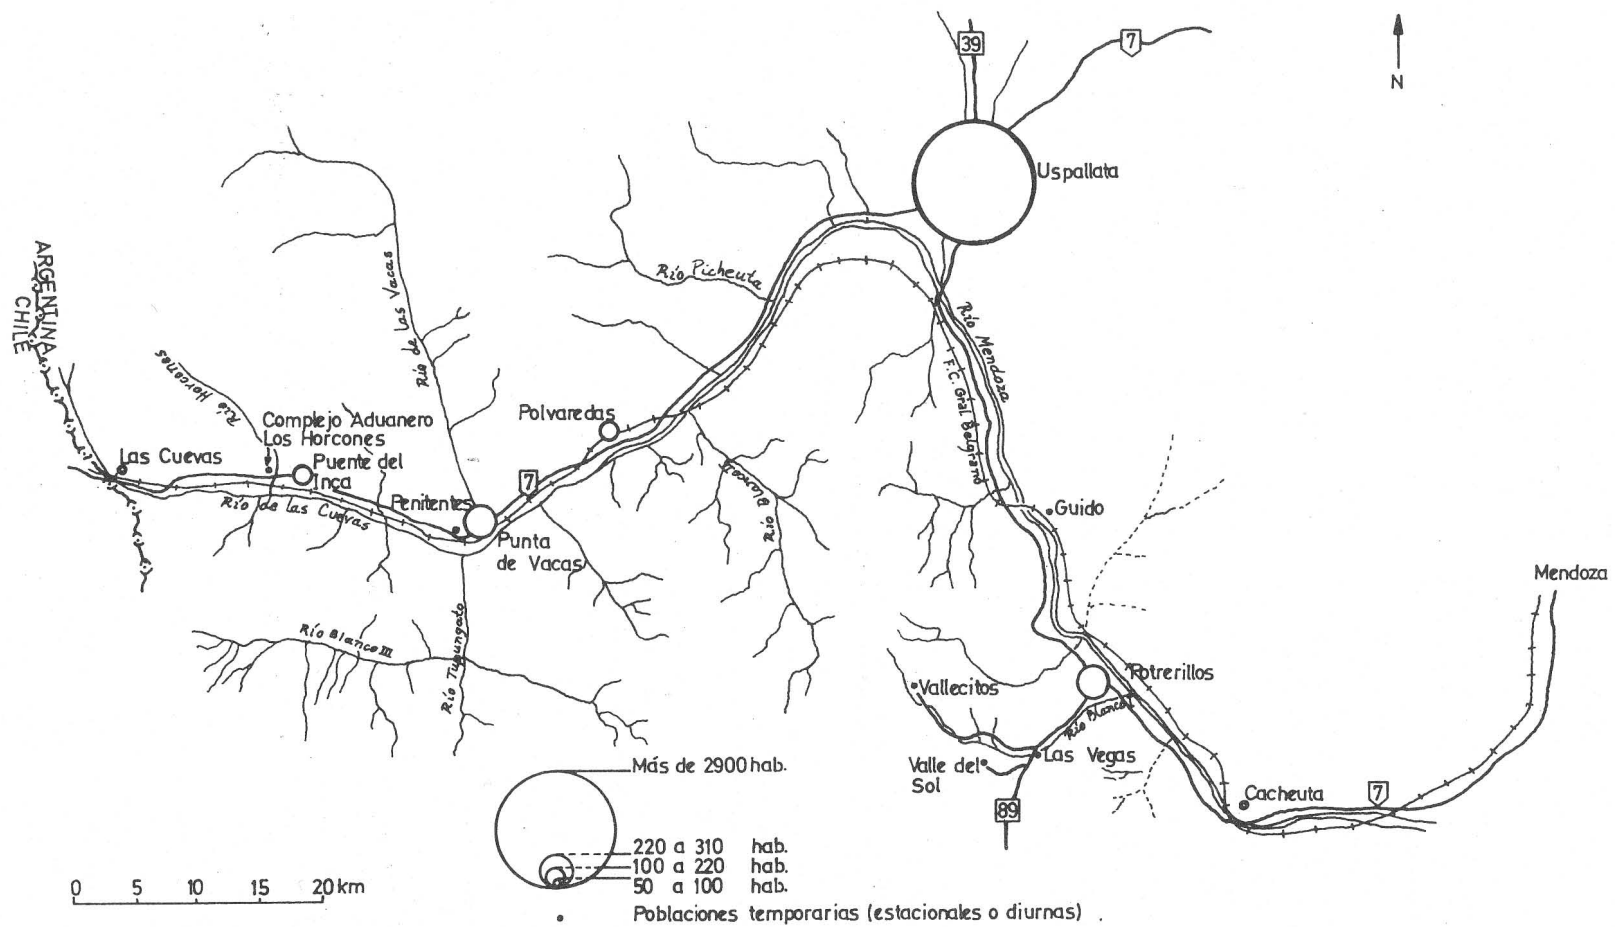 39
7
N
Uspallata
ARGENTINA
CHILE
Río de las Vacas
Río Picheuta
Río Mendoza
F.C. Gral Belgrano
Río Horcones
Complejo Aduanero
Los Horcones
Polvaredas
Las Cuevas
Puente del
Inca
Río de las Cuevas
Penitentes
7
Punta
de Vacas
Río Blanco II
Guido
Mendoza
Río Blanco III
Río Tupungato
Vallecitos
Potrerillos
Río Blanco I
Las Vegas
Valle del
Sol
89
Cacheuta
7
Más de 2900 hab.
220 a 310 hab.
100 a 220 hab.
50 a 100 hab.
0 5 10 15 20 km
Poblaciones temporarias (estacionales o diurnas) .